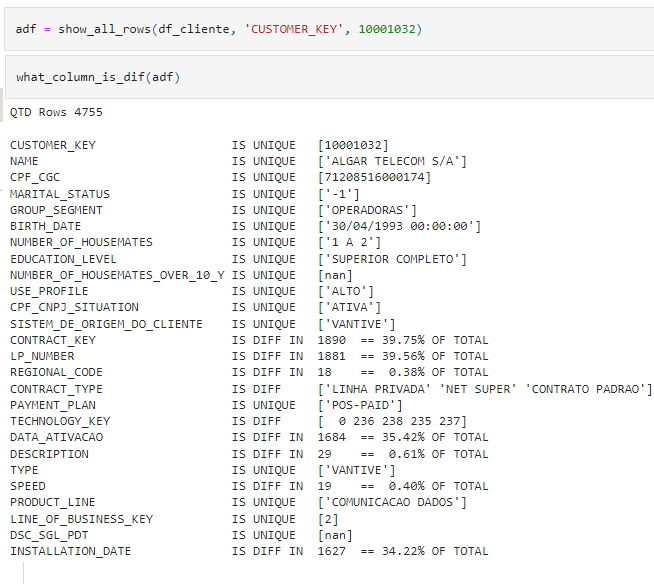 adf = show_all_rows(df_cliente, 'CUSTOMER_KEY', 10001032)
what_column_is_dif(adf)
QTD Rows 4755
CUSTOMER_KEY IS UNIQUE [10001032]
NAME IS UNIQUE ['ALGAR TELECOM S/A']
CPF_CGC IS UNIQUE [71208516000174]
MARITAL_STATUS IS UNIQUE ['-1']
GROUP_SEGMENT IS UNIQUE ['OPERADORAS']
BIRTH_DATE IS UNIQUE ['30/04/1993 00:00:00']
NUMBER_OF_HOUSEMATES IS UNIQUE ['1 A 2']
EDUCATION_LEVEL IS UNIQUE ['SUPERIOR COMPLETO']
NUMBER_OF_HOUSEMATES_OVER_10_Y IS UNIQUE [nan]
USE_PROFILE IS UNIQUE ['ALTO']
CPF_CNPJ_SITUATION IS UNIQUE ['ATIVA']
SISTEM_DE_ORIGEM_DO_CLIENTE IS UNIQUE ['VANTIVE']
CONTRACT_KEY IS DIFF IN 1890 == 39.75% OF TOTAL
LP_NUMBER IS DIFF IN 1881 == 39.56% OF TOTAL
REGIONAL_CODE IS DIFF IN 18 == 0.38% OF TOTAL
CONTRACT_TYPE IS DIFF ['LINHA PRIVADA' 'NET SUPER' 'CONTRATO PADRAO']
PAYMENT_PLAN IS UNIQUE ['POS-PAID']
TECHNOLOGY_KEY IS DIFF [ 0 236 238 235 237]
DATA_ATIVACAO IS DIFF IN 1684 == 35.42% OF TOTAL
DESCRIPTION IS DIFF IN 29 == 0.61% OF TOTAL
TYPE IS UNIQUE ['VANTIVE']
SPEED IS DIFF IN 19 == 0.40% OF TOTAL
PRODUCT_LINE IS UNIQUE ['COMUNICACAO DADOS']
LINE_OF_BUSINESS_KEY IS UNIQUE [2]
DSC_SGL_PDT IS UNIQUE [nan]
INSTALLATION_DATE IS DIFF IN 1627 == 34.22% OF TOTAL